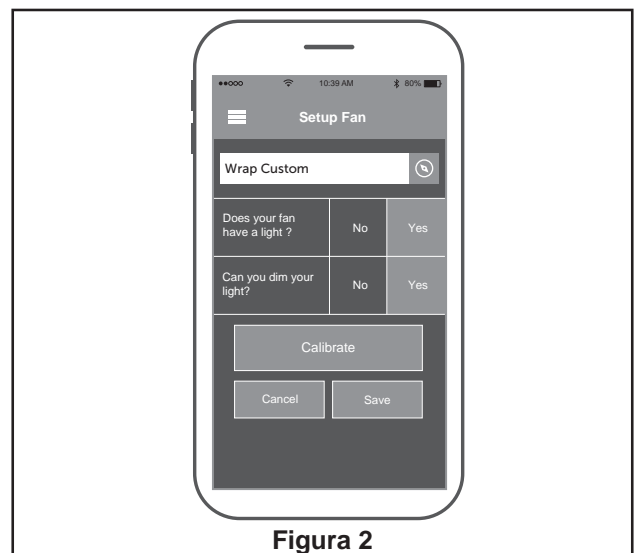 10:39 AM 80%
Setup Fan
Wrap Custom
Does your fan
have a light ?
No
Yes
Can you dim your
light?
No
Yes
Calibrate
Cancel
Save
Figura 2